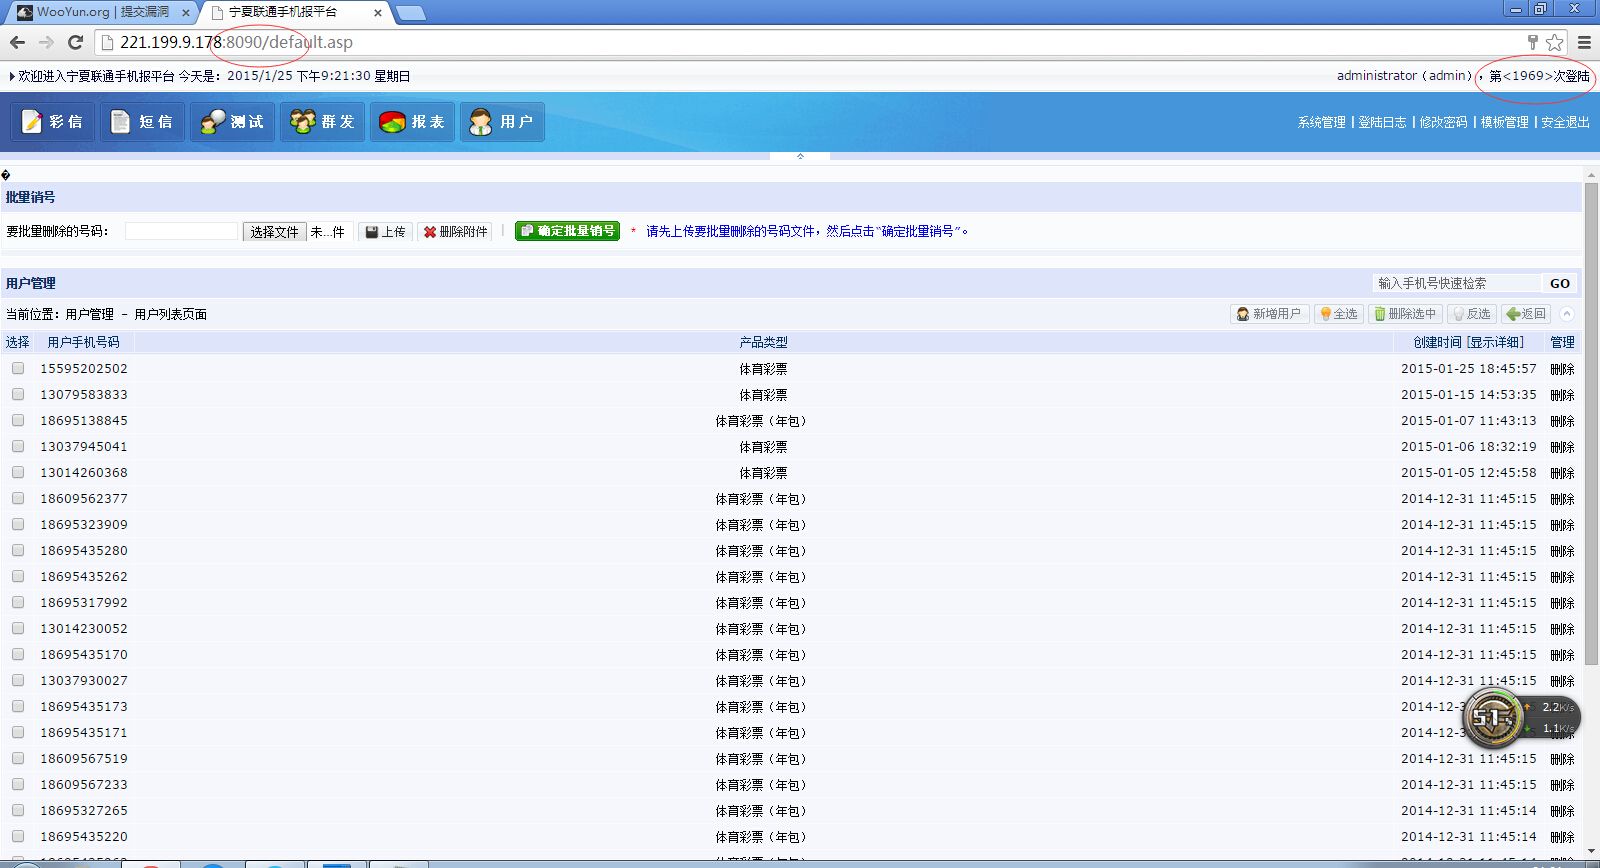 WooYun.org | 提交漏洞
宁夏联通手机报平台
221.199.9.178:8090/default.asp
欢迎进入宁夏联通手机报平台 今天是：2015/1/25 下午9:21:30 星期日
administrator（admin），第<1969>次登陆
彩信 短信 测试 群发 报表 用户
系统管理 | 登陆日志 | 修改密码 | 模板管理 | 安全退出
批量销号
要批量删除的号码： 选择文件 未...件 上传 删除附件 | 确定批量销号 * 请先上传要批量删除的号码文件，然后点击“确定批量销号”。
用户管理 输入手机号快速检索 GO
当前位置：用户管理 - 用户列表页面 新增用户 全选 删除选中 反选 返回
选择 用户手机号码 产品类型 创建时间 [显示详细] 管理
15595202502 体育彩票 2015-01-25 18:45:57 删除
13079583833 体育彩票 2015-01-15 14:53:35 删除
18695138845 体育彩票（年包） 2015-01-07 11:43:13 删除
13037945041 体育彩票 2015-01-06 18:32:19 删除
13014260368 体育彩票 2015-01-05 12:45:58 删除
18609562377 体育彩票（年包） 2014-12-31 11:45:15 删除
18695323909 体育彩票（年包） 2014-12-31 11:45:15 删除
18695435280 体育彩票（年包） 2014-12-31 11:45:15 删除
18695435262 体育彩票（年包） 2014-12-31 11:45:15 删除
18695317992 体育彩票（年包） 2014-12-31 11:45:15 删除
13014230052 体育彩票（年包） 2014-12-31 11:45:15 删除
18695435170 体育彩票（年包） 2014-12-31 11:45:15 删除
13037930027 体育彩票（年包） 2014-12-31 11:45:15 删除
18695435173 体育彩票（年包） 2014-12-3
51% 2.2K/s
1.1K/s
18695435171 体育彩票（年包） 2014-12-3 删除
18609567519 体育彩票（年包） 2014-12-31 11:45:15 删除
18609567233 体育彩票（年包） 2014-12-31 11:45:15 删除
18695327265 体育彩票（年包） 2014-12-31 11:45:14 删除
18695435220 体育彩票（年包） 2014-12-31 11:45:14 删除